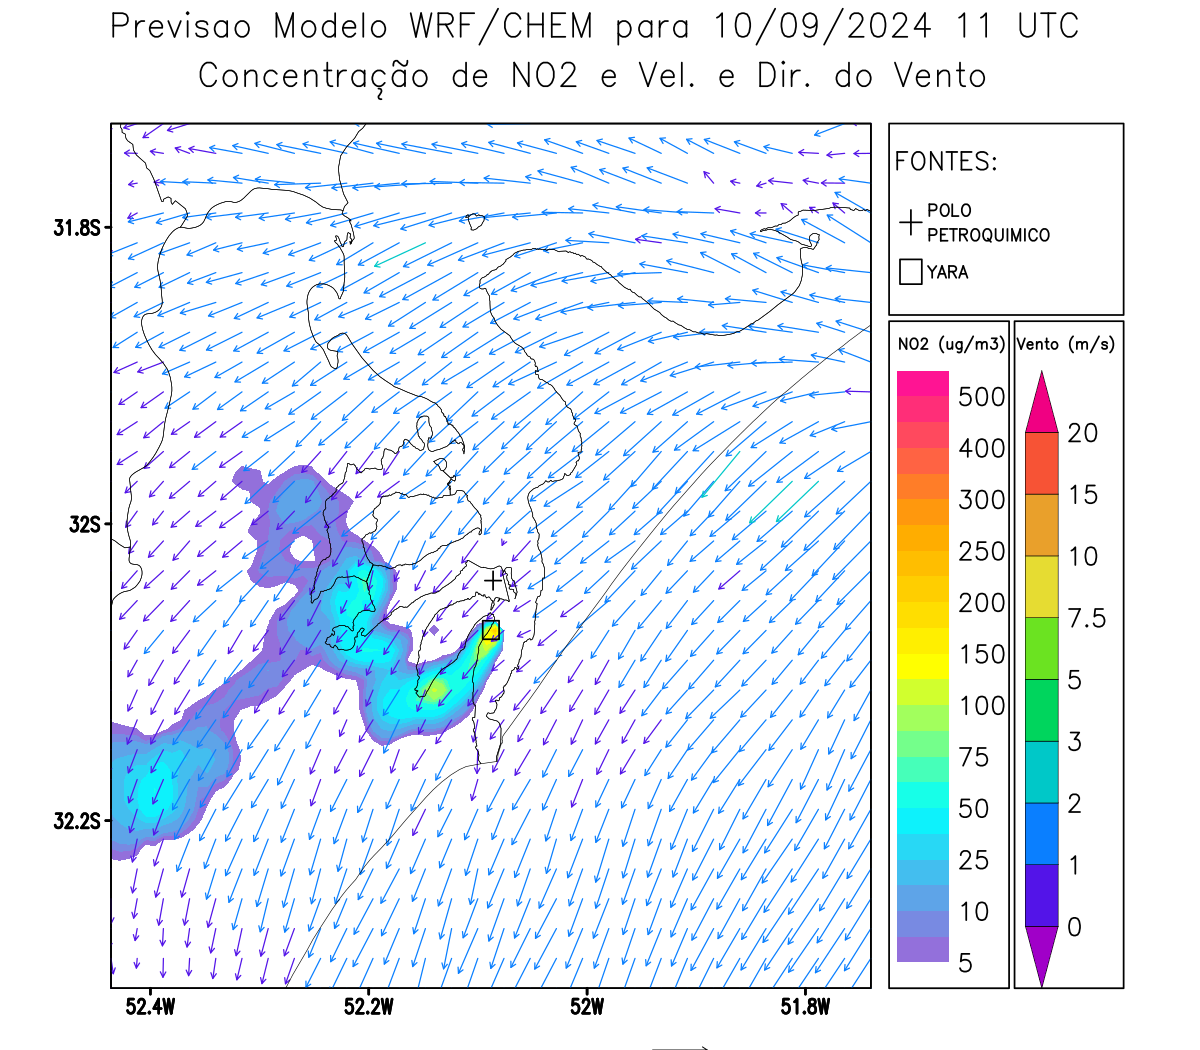 Previsao Modelo WRF/CHEM para 10/09/2024 11 UTC
Concentração de NO2 e Vel. e Dir. do Vento
FONTES:
POLO
PETROQUIMICO
YARA
NO2 (ug/m3)
500
400
300
250
200
150
100
75
50
25
10
5
Vento (m/s)
20
15
10
7.5
5
3
2
1
0
31.8S
32S
32.2S
52.4W
52.2W
52W
51.8W